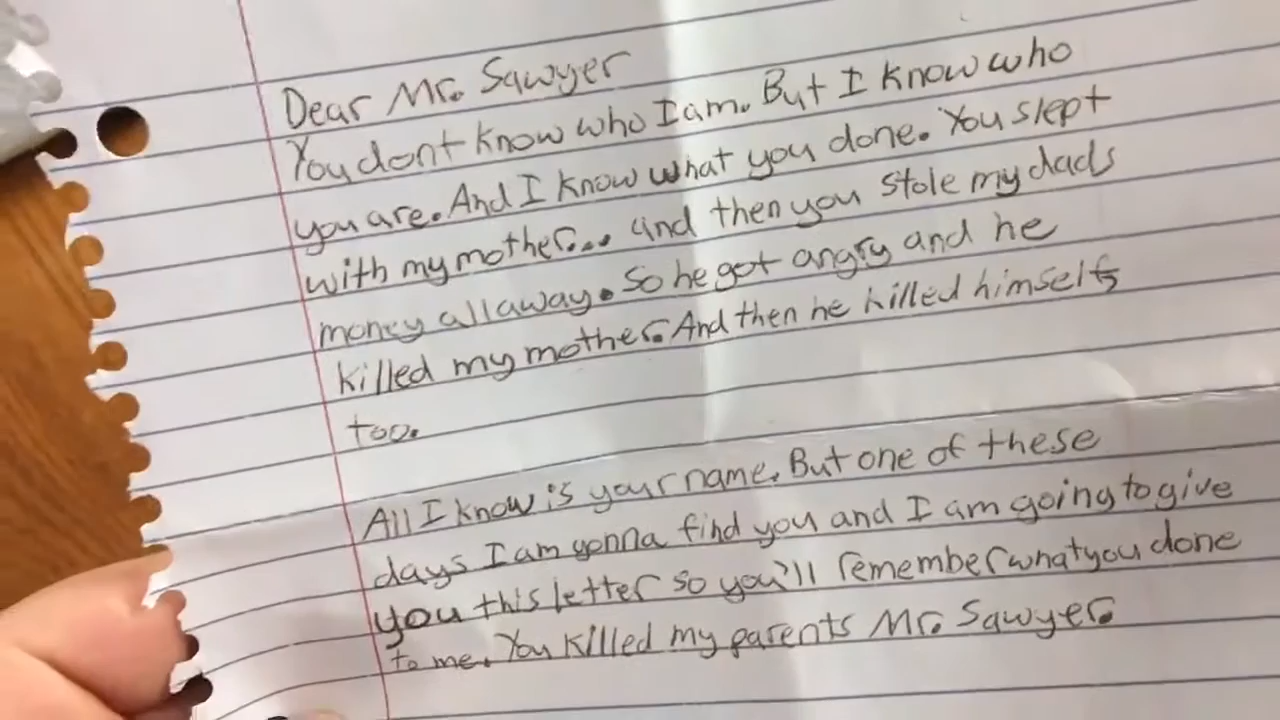 Dear Mr. Sawyer
You dont know who I am. But I know who
you are. And I know what you done. You slept
with my mother... and then you stole my dads
money all away. So he got angry and he
killed my mother. And then he killed himself
too.
All I know is your name. But one of these
days I am gonna find you and I am going to give
you this letter so you'll remember what you done
to me. You killed my parents Mr. Sawyer.